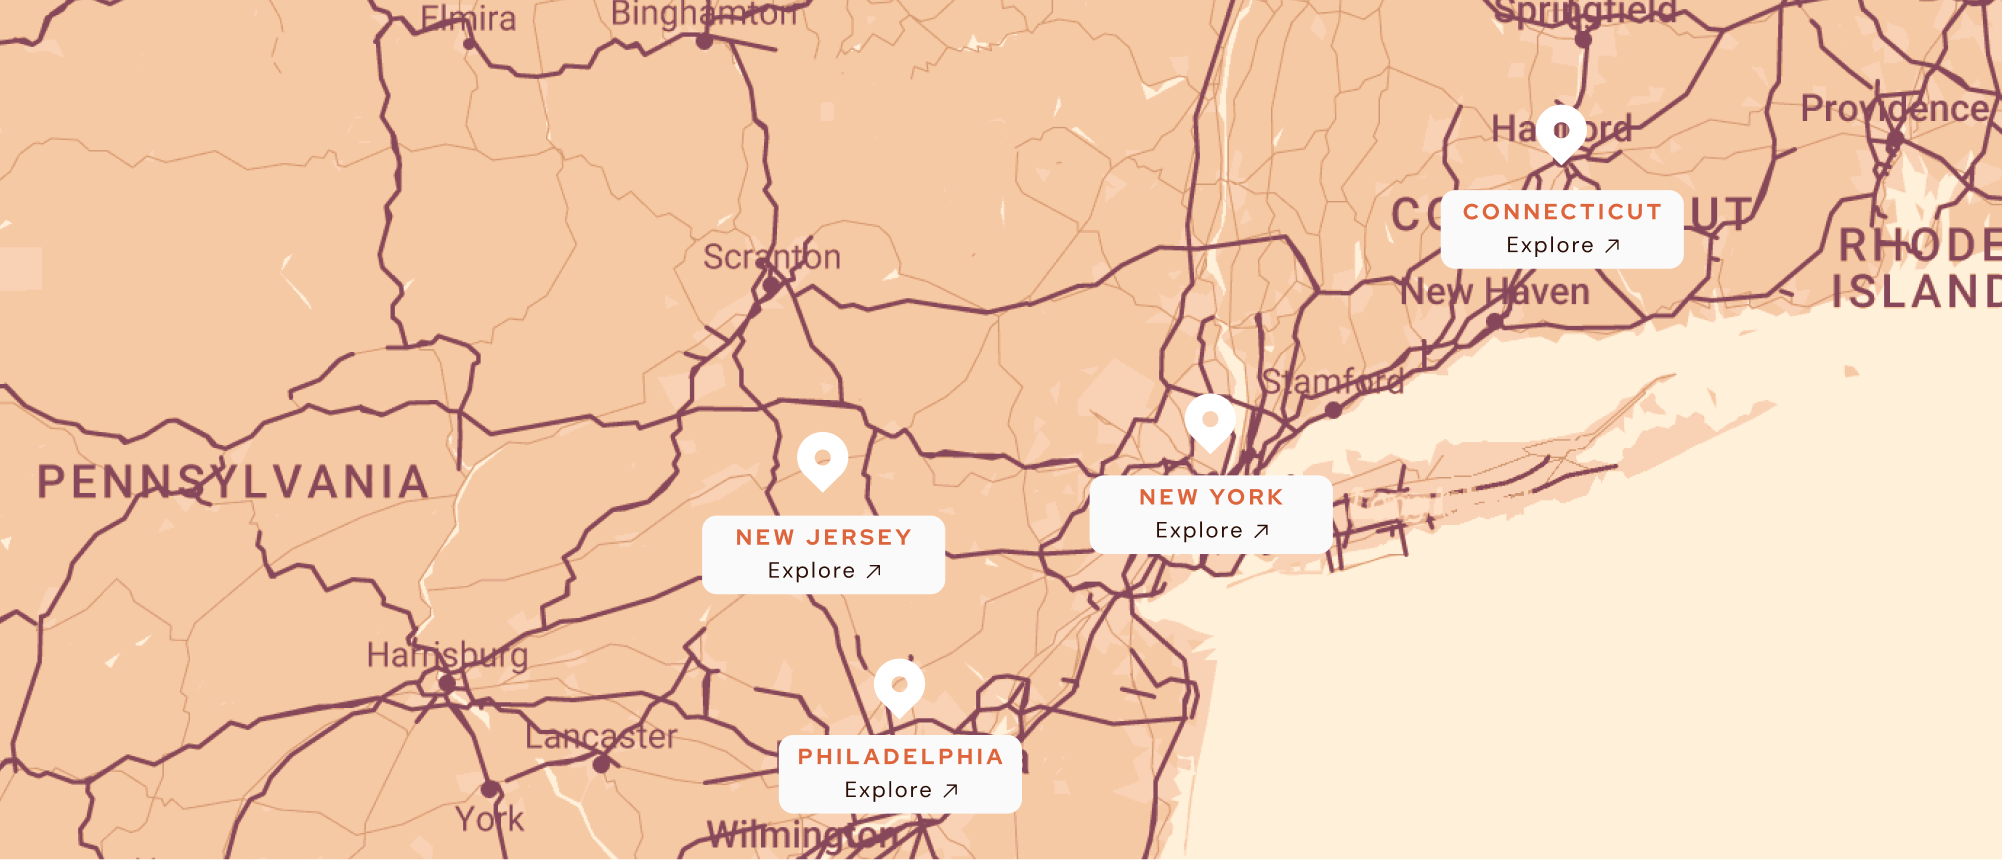 Elmira
Binghamton
Springfield
Providence
CONNECTICUT
Explore ↗
RHODE
ISLAND
Scranton
New Haven
Stamford
PENNSYLVANIA
NEW YORK
Explore ↗
NEW JERSEY
Explore ↗
Harrisburg
Lancaster
PHILADELPHIA
Explore ↗
York
Wilmington